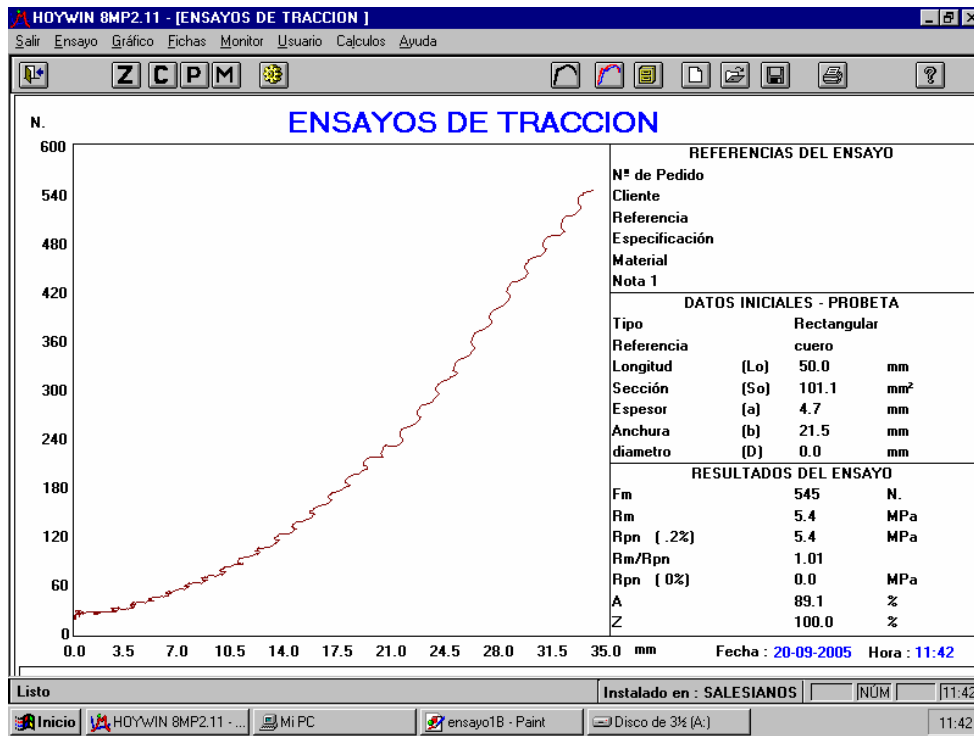 HOYWIN 8MP2.11 - [ENSAYOS DE TRACCION ]
Salir Ensayo Gráfico Fichas Monitor Usuario Calculos Ayuda
Z C P M ?
ENSAYOS DE TRACCION
N.
600
540
480
420
360
300
240
180
120
60
0
0.0 3.5 7.0 10.5 14.0 17.5 21.0 24.5 28.0 31.5 35.0 mm
REFERENCIAS DEL ENSAYO
Nª de Pedido
Cliente
Referencia
Especificación
Material
Nota 1
DATOS INICIALES - PROBETA
Tipo Rectangular
Referencia cuero
Longitud (Lo) 50.0 mm
Sección (So) 101.1 mm²
Espesor (a) 4.7 mm
Anchura (b) 21.5 mm
diametro (D) 0.0 mm
RESULTADOS DEL ENSAYO
Fm 545 N.
Rm 5.4 MPa
Rpn ( .2%) 5.4 MPa
Rm/Rpn 1.01
Rpn ( 0%) 0.0 MPa
A 89.1 %
Z 100.0 %
Fecha : 20-09-2005 Hora : 11:42
Listo Instalado en : SALESIANOS NÚM 11:42
Inicio HOYWIN 8MP2.11 - ... Mi PC ensayo1B - Paint Disco de 3½ (A:) 11:42